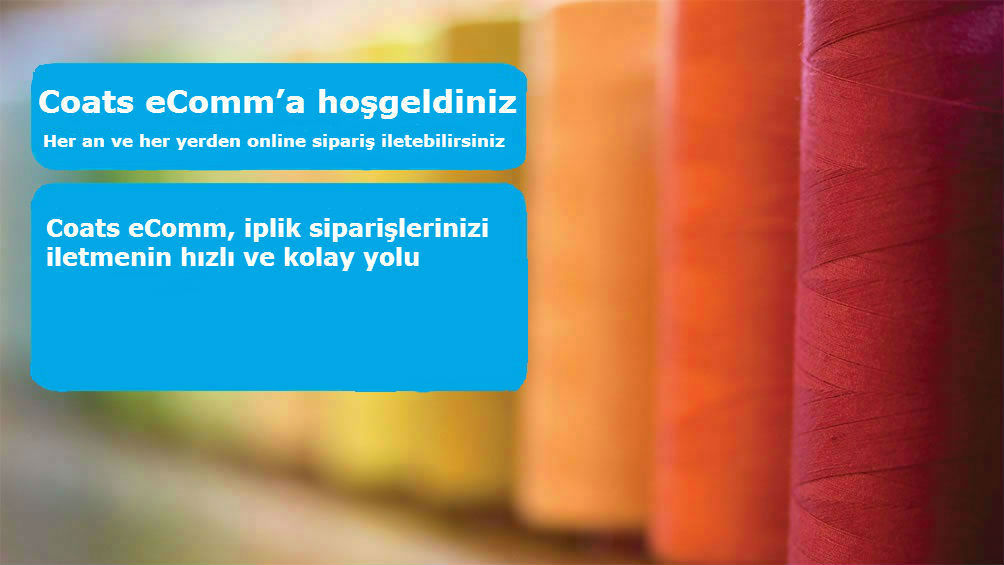 Coats eComm’a hoşgeldiniz
Her an ve her yerden online sipariş iletebilirsiniz
Coats eComm, iplik siparişlerinizi
iletmenin hızlı ve kolay yolu